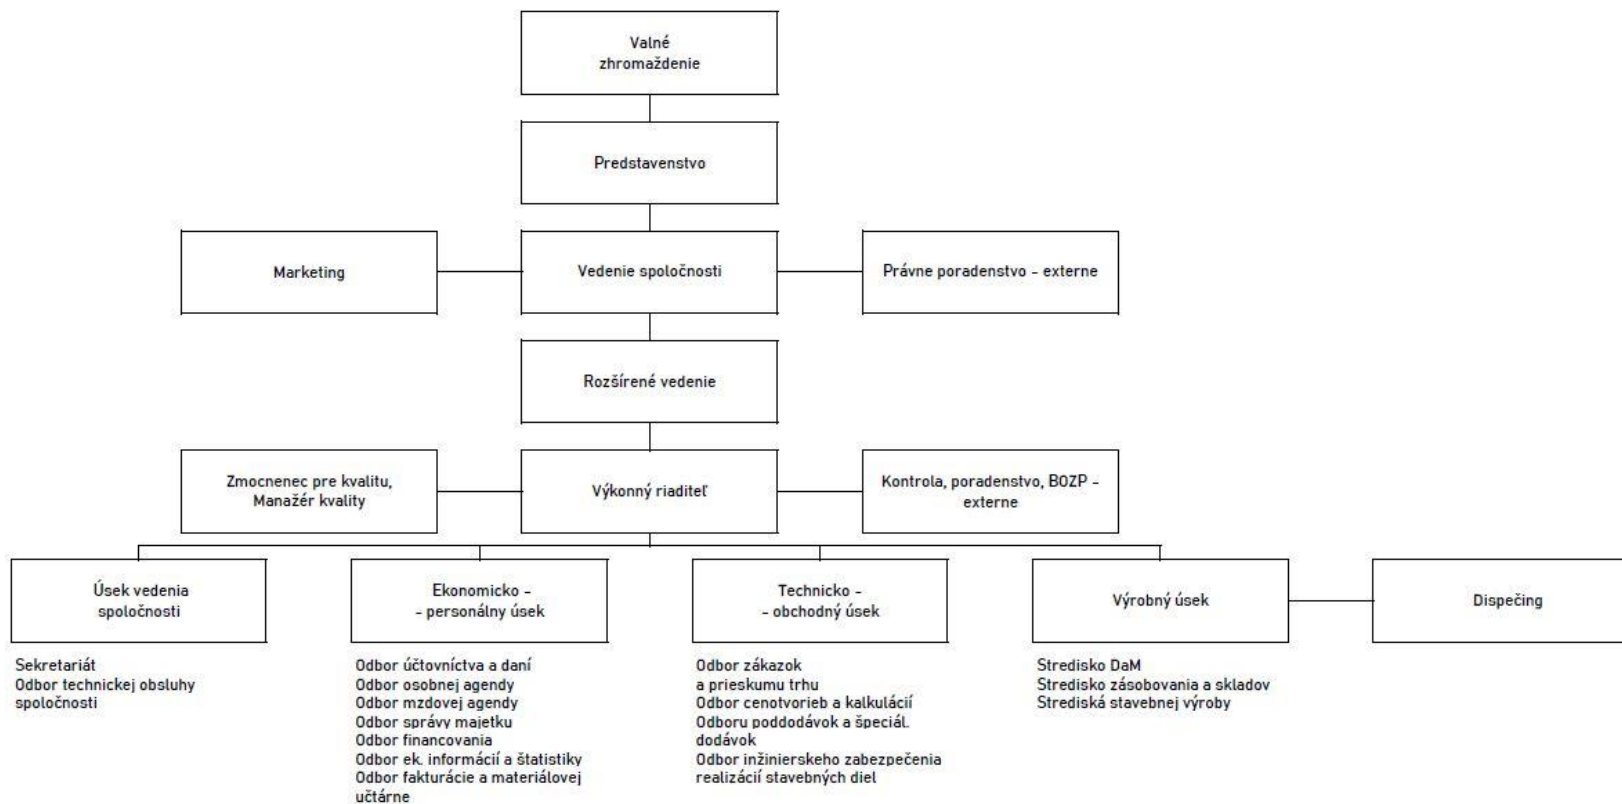 Valné
zhromaždenie
Predstavenstvo
Marketing
Vedenie spoločnosti
Právne poradenstvo - externe
Rozšírené vedenie
Zmocnenec pre kvalitu,
Manažér kvality
Výkonný riaditeľ
Kontrola, poradenstvo, BOZP -
externe
Úsek vedenia
spoločnosti
Ekonomicko -
- personálny úsek
Technicko -
- obchodný úsek
Výrobný úsek
Dispečing
Sekretariát
Odbor technickej obsluhy
spoločnosti
Odbor účtovníctva a daní
Odbor osobnej agendy
Odbor mzdovej agendy
Odbor správy majetku
Odbor financovania
Odbor ek. informácií a štatistiky
Odbor fakturácie a materiálovej
učtárne
Odbor zákazok
a prieskumu trhu
Odbor cenotvorieb a kalkulácií
Odboru poddodávok a špeciál.
dodávok
Odbor inžinierskeho zabezpečenia
realizácií stavebných diel
Stredisko DaM
Stredisko zásobovania a skladov
Strediská stavebnej výroby